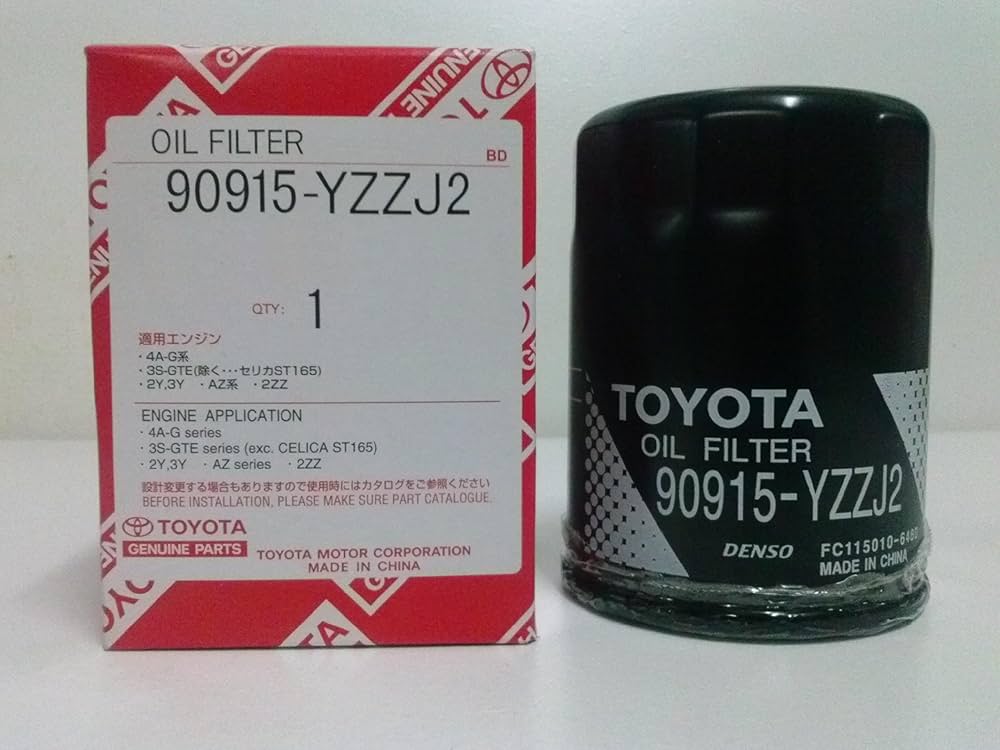 OIL FILTER
BD
90915-YZZJ2
QTY: 1
適用エンジン
・4A-G系
・3S-GTE(除く・・・セリカST165)
・2Y,3Y ・AZ系 ・2ZZ
ENGINE APPLICATION
・4A-G series
・3S-GTE series (exc. CELICA ST165)
・2Y,3Y ・AZ series ・2ZZ
設計変更する場合もありますので使用時にはカタログをご参照ください
BEFORE INSTALLATION, PLEASE MAKE SURE PART CATALOGUE.
TOYOTA
GENUINE PARTS
TOYOTA MOTOR CORPORATION
MADE IN CHINA
TOYOTA
OIL FILTER
90915-YZZJ2
DENSO
FC115010-6480
MADE IN CHINA